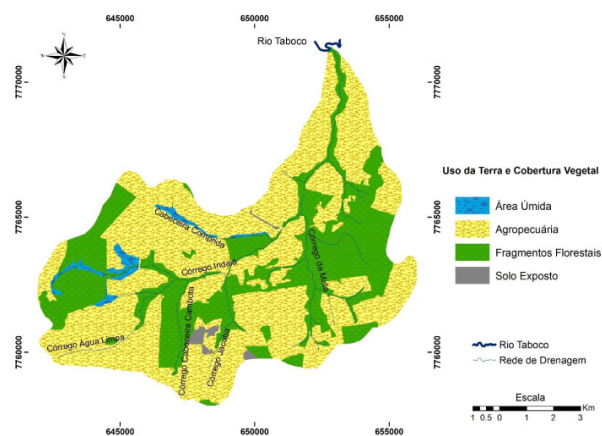 645000
650000
655000
Rio Taboco
N
W
E
S
7770000
7770000
Uso da Terra e Cobertura Vegetal
Área Úmida
Agropecuária
Fragmentos Florestais
Solo Exposto
7765000
7765000
Cabeceira Comprida
Córrego Indaiá
Córrego da Mata
Córrego Cabeceira Cambota
Córrego Jacoba
Córrego Água Limpa
7760000
7760000
Rio Taboco
Rede de Drenagem
Escala
1 0.5 0 1 2 3 Km
645000
650000
655000